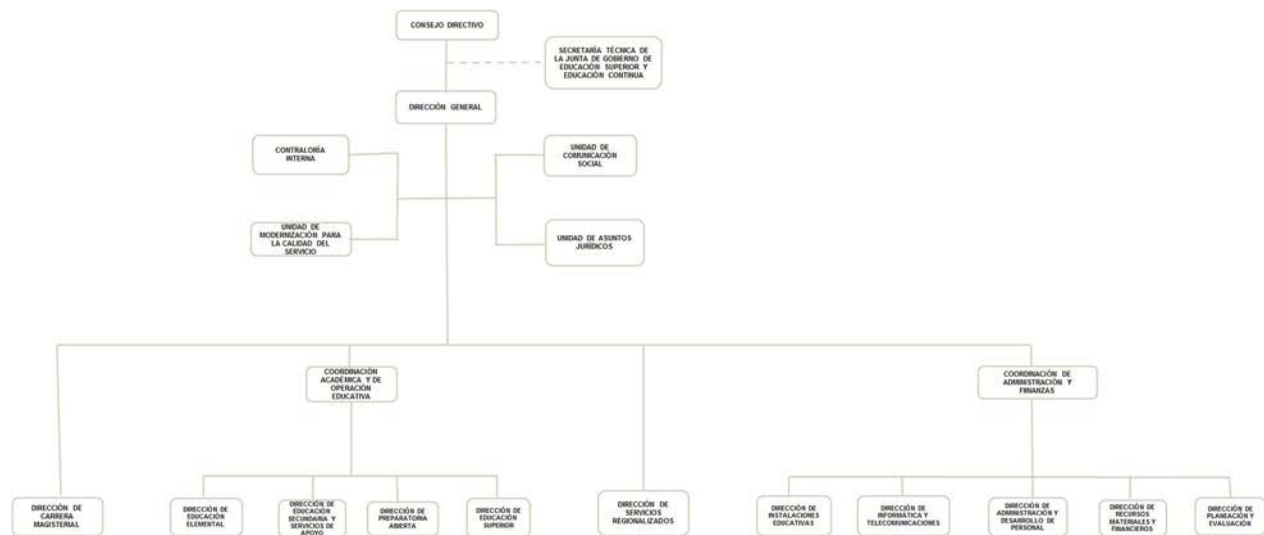 CONSEJO DIRECTIVO
SECRETARÍA TÉCNICA DE
LA JUNTA DE GOBIERNO DE
EDUCACIÓN SUPERIOR Y
EDUCACIÓN CONTINUA
DIRECCIÓN GENERAL
CONTRALORÍA
INTERNA
UNIDAD DE
COMUNICACIÓN
SOCIAL
UNIDAD DE
MODERNIZACIÓN PARA
LA CALIDAD DEL
SERVICIO
UNIDAD DE ASUNTOS
JURÍDICOS
COORDINACIÓN
ACADÉMICA Y DE
OPERACIÓN
EDUCATIVA
COORDINACIÓN DE
ADMINISTRACIÓN Y
FIINANZAS
DIRECCIÓN DE
CARRERA
MAGISTERIAL
DIRECCIÓN DE
EDUCACIÓN
ELEMENTAL
DIRECCIÓN DE
EDUCACIÓN
SECUNDARIA Y
SERVICIOS DE
APOYO
DIRECCIÓN DE
PREPARATORIA
ABIERTA
DIRECCIÓN DE
EDUCACIÓN
SUPERIOR
DIRECCIÓN DE
SERVICIOS
REGIONALIZADOS
DIRECCIÓN DE
INSTALACIONES
EDUCATIVAS
DIRECCIÓN DE
INFORMÁTICA Y
TELECOMUNICACIONES
DIRECCIÓN DE
ADMINISTRACIÓN Y
DESARROLLO DE
PERSONAL
DIRECCIÓN DE
RECURSOS
MATERIALES Y
FINANCIEROS
DIRECCIÓN DE
PLANEACIÓN Y
EVALUACIÓN